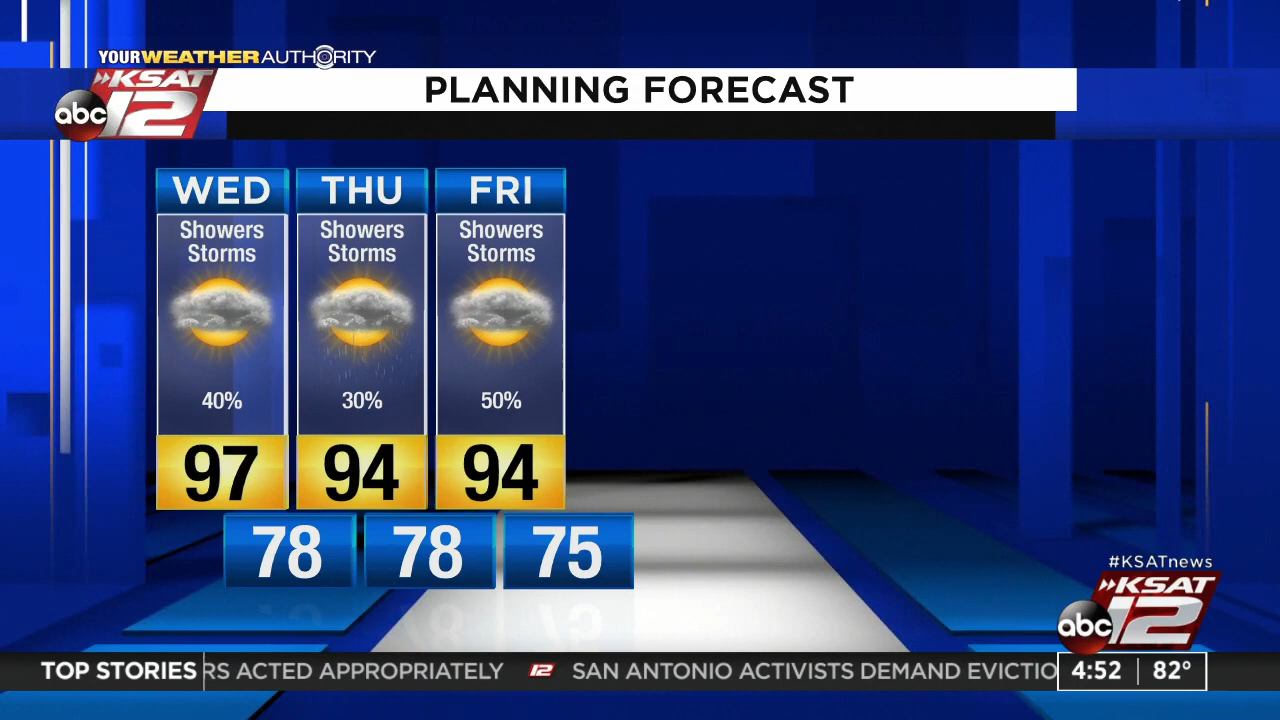 YOURWEATHERAUTHORITY
»KSAT
abc 12
PLANNING FORECAST
WED THU FRI
Showers Showers Showers
Storms Storms Storms
40% 30% 50%
97 94 94
78 78 75
#KSATnews
»KSAT
abc 12
TOP STORIES RS ACTED APPROPRIATELY 12 SAN ANTONIO ACTIVISTS DEMAND EVICTIO 4:52 82°